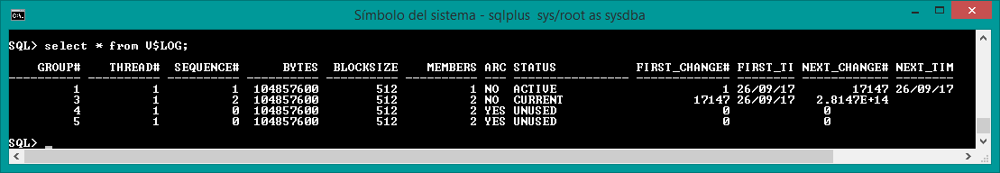 Símbolo del sistema - sqlplus sys/root as sysdba
SQL> select * from V$LOG;
GROUP# THREAD# SEQUENCE# BYTES BLOCKSIZE MEMBERS ARC STATUS FIRST_CHANGE# FIRST_TI NEXT_CHANGE# NEXT_TIM
---------- ---------- ---------- ---------- ---------- ---------- --- ---------------- ------------- -------- ------------ --------
1 1 1 104857600 512 1 NO ACTIVE 1 26/09/17 17147 26/09/17
3 1 2 104857600 512 2 NO CURRENT 17147 26/09/17 2.8147E+14
4 1 0 104857600 512 2 YES UNUSED 0 0
5 1 0 104857600 512 2 YES UNUSED 0 0
SQL> _